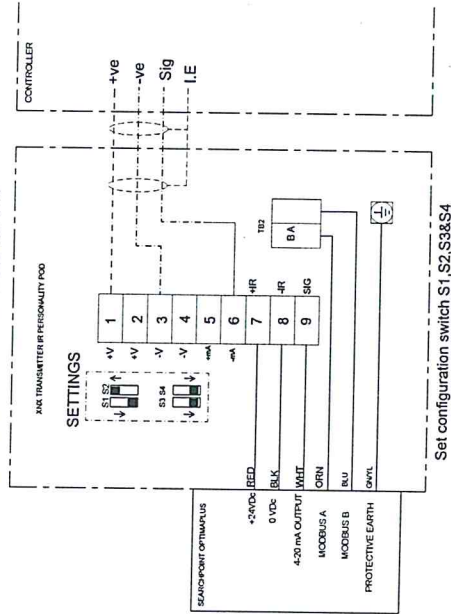 CONTROLLER
+ve
-ve
Sig
I.E
XNX TRANSMITTER IR PERSONALITY POD
SETTINGS
S1 S2
S3 S4
+V 1
+V 2
-V 3
-V 4
+mA 5
-mA 6
7 +IR
8 -IR
9 SIG
TB2
B A
SEARCHPOINT OPTIMAPLUS
+24VDc RED
0 VDc BLK
4-20 mA OUTPUT WHT
MODBUS A ORN
MODBUS B BLU
PROTECTIVE EARTH GN/YL
Set configuration switch S1,S2,S3&S4